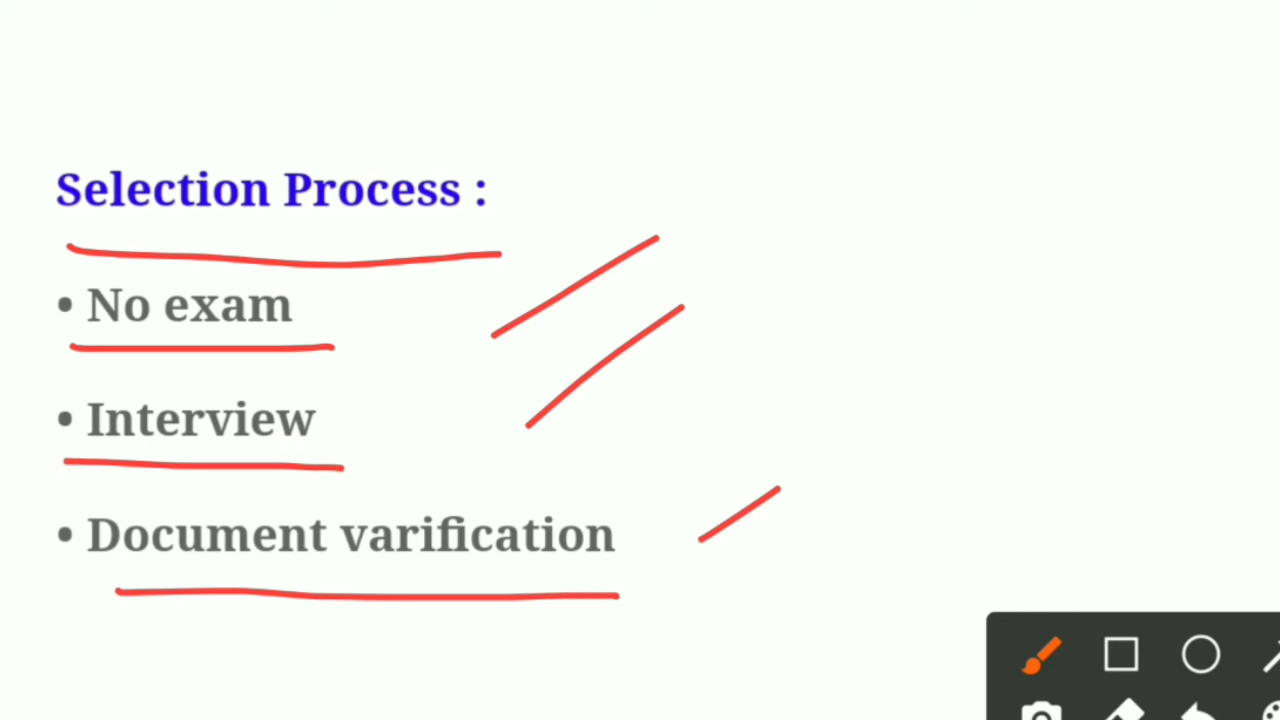 Selection Process :
• No exam
• Interview
• Document varification